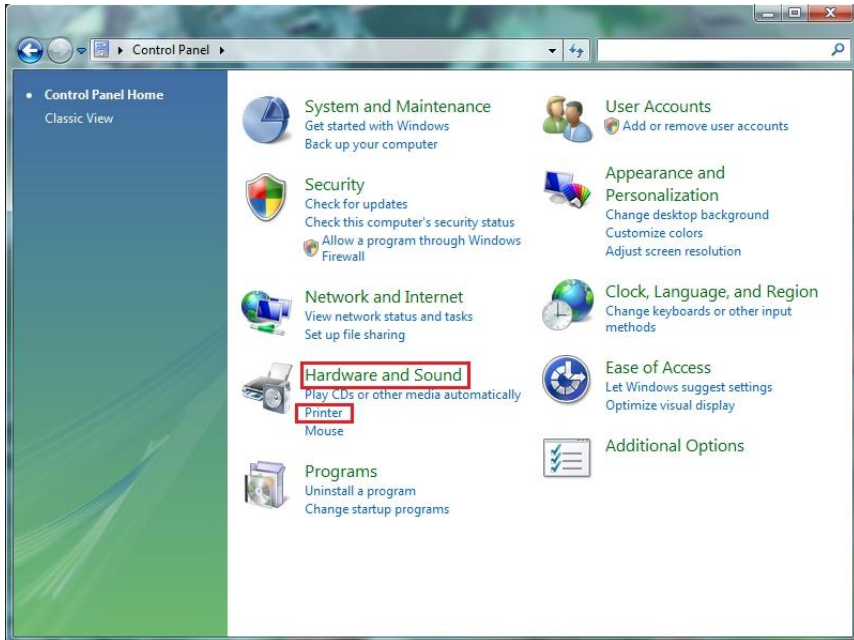 Control Panel
Control Panel Home
Classic View
System and Maintenance
Get started with Windows
Back up your computer
Security
Check for updates
Check this computer's security status
Allow a program through Windows
Firewall
Network and Internet
View network status and tasks
Set up file sharing
Hardware and Sound
Play CDs or other media automatically
Printer
Mouse
Programs
Uninstall a program
Change startup programs
User Accounts
Add or remove user accounts
Appearance and
Personalization
Change desktop background
Customize colors
Adjust screen resolution
Clock, Language, and Region
Change keyboards or other input
methods
Ease of Access
Let Windows suggest settings
Optimize visual display
Additional Options